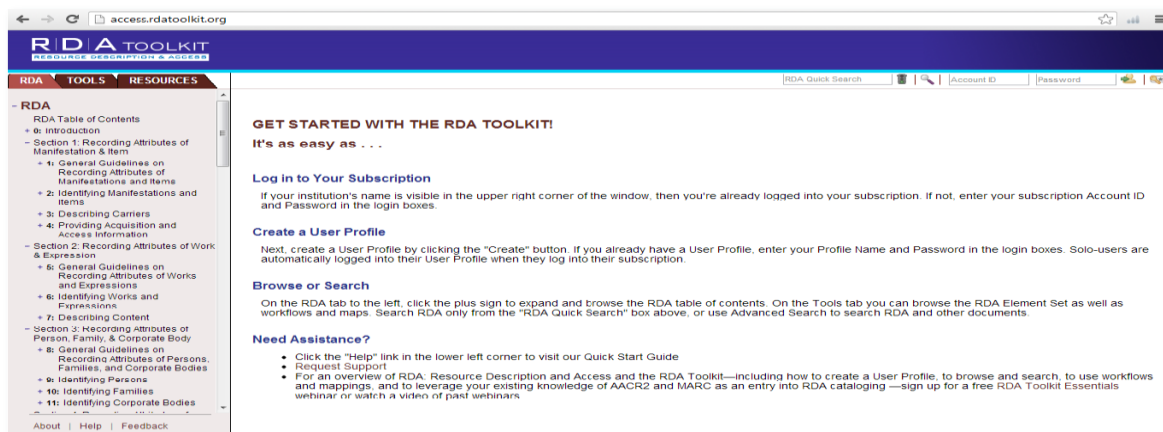 access.rdatoolkit.org
R|D|A TOOLKIT
RESOURCE DESCRIPTION & ACCESS
RDA TOOLS RESOURCES
RDA Quick Search Account ID Password
- RDA
RDA Table of Contents
+ 0: Introduction
- Section 1: Recording Attributes of
Manifestation & Item
+ 1: General Guidelines on
Recording Attributes of
Manifestations and Items
+ 2: Identifying Manifestations and
Items
+ 3: Describing Carriers
+ 4: Providing Acquisition and
Access Information
- Section 2: Recording Attributes of Work
& Expression
+ 5: General Guidelines on
Recording Attributes of Works
and Expressions
+ 6: Identifying Works and
Expressions
+ 7: Describing Content
- Section 3: Recording Attributes of
Person, Family, & Corporate Body
+ 8: General Guidelines on
Recording Attributes of Persons,
Families, and Corporate Bodies
+ 9: Identifying Persons
+ 10: Identifying Families
+ 11: Identifying Corporate Bodies
About | Help | Feedback
GET STARTED WITH THE RDA TOOLKIT!
It's as easy as . . .
Log in to Your Subscription
If your institution's name is visible in the upper right corner of the window, then you're already logged into your subscription. If not, enter your subscription Account ID
and Password in the login boxes.
Create a User Profile
Next, create a User Profile by clicking the "Create" button. If you already have a User Profile, enter your Profile Name and Password in the login boxes. Solo-users are
automatically logged into their User Profile when they log into their subscription.
Browse or Search
On the RDA tab to the left, click the plus sign to expand and browse the RDA table of contents. On the Tools tab you can browse the RDA Element Set as well as
workflows and maps. Search RDA only from the "RDA Quick Search" box above, or use Advanced Search to search RDA and other documents.
Need Assistance?
• Click the "Help" link in the lower left corner to visit our Quick Start Guide
• Request Support
• For an overview of RDA: Resource Description and Access and the RDA Toolkit—including how to create a User Profile, to browse and search, to use workflows
and mappings, and to leverage your existing knowledge of AACR2 and MARC as an entry into RDA cataloging —sign up for a free RDA Toolkit Essentials
webinar or watch a video of past webinars